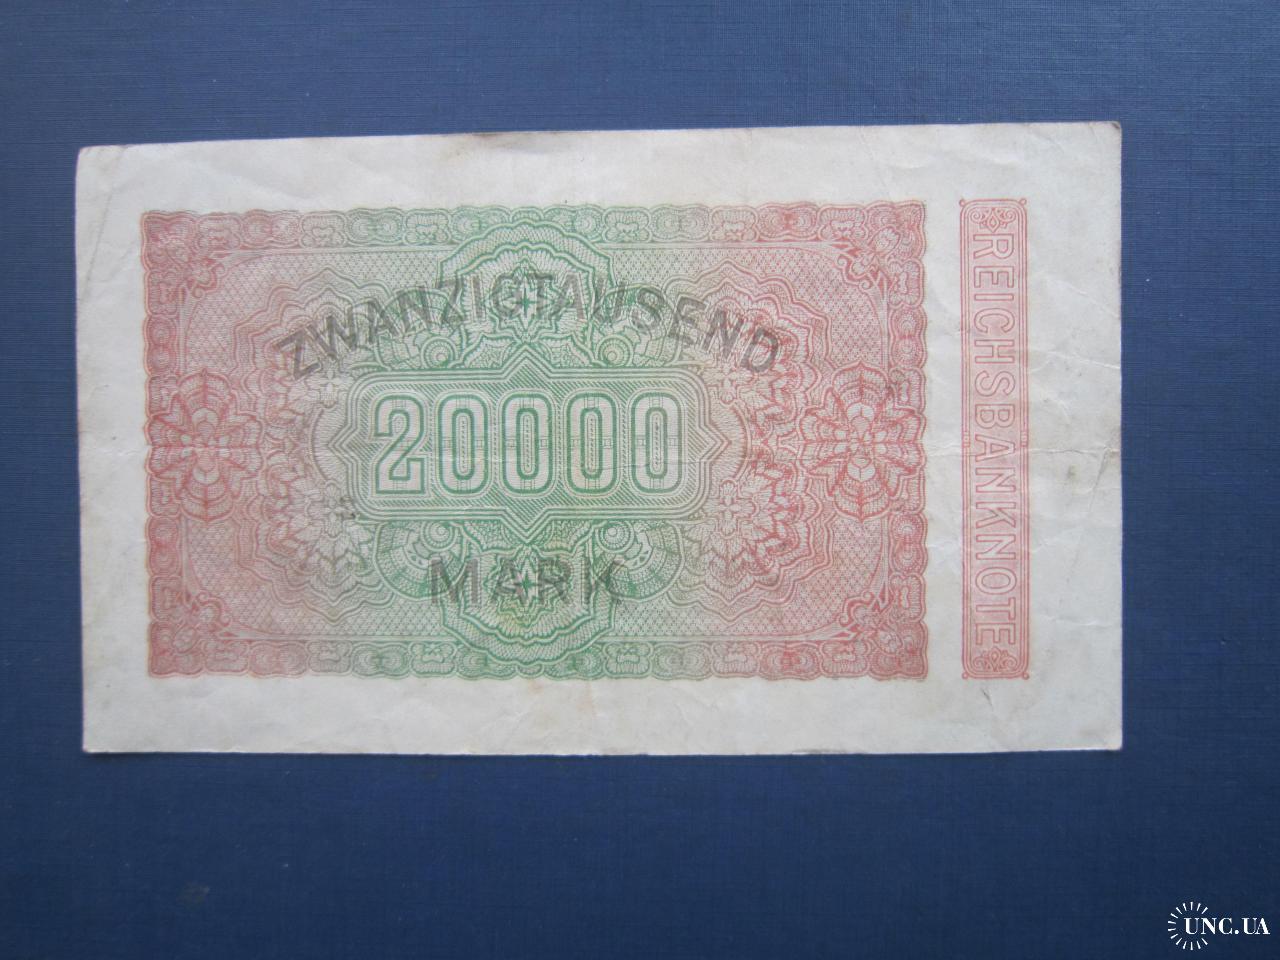 ZWANZIGTAUSEND
20000
MARK
REICHSBANKNOTE
UNC.UA